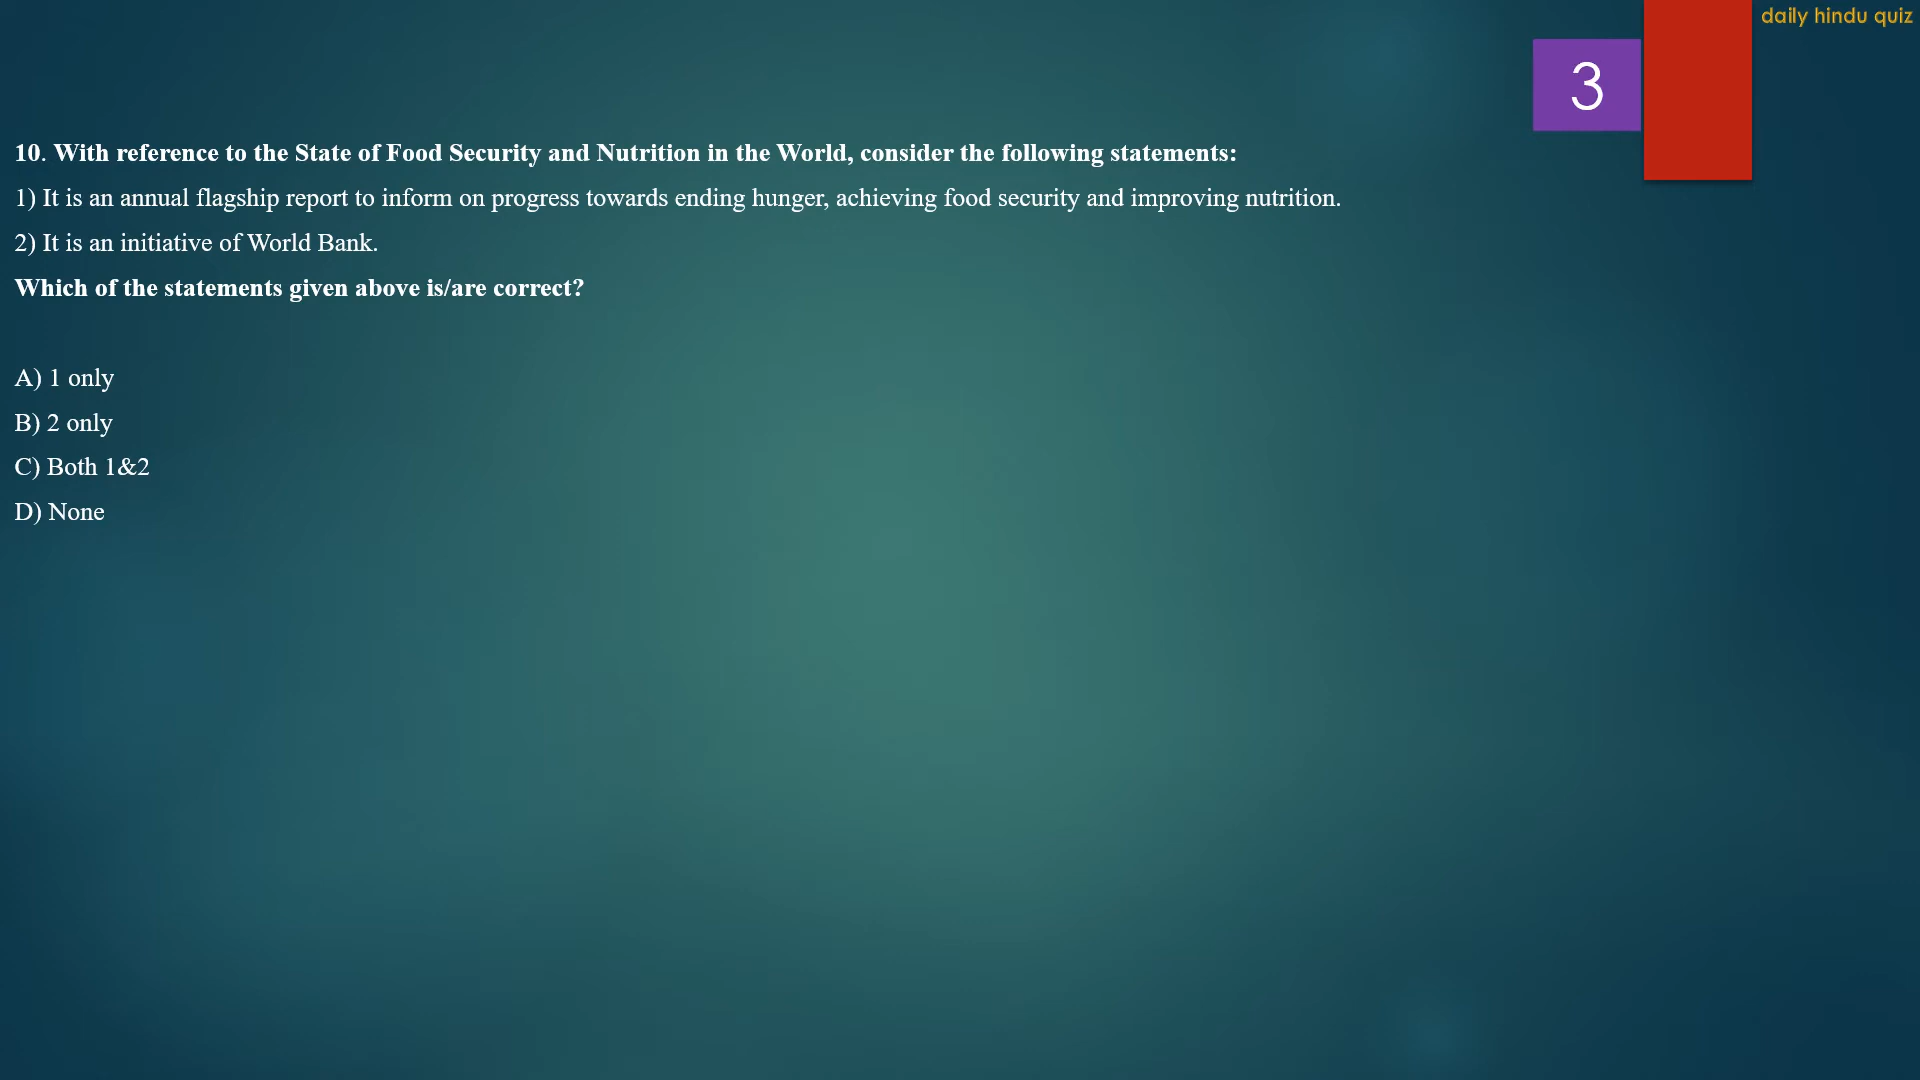 daily hindu quiz
3
10. With reference to the State of Food Security and Nutrition in the World, consider the following statements:
1) It is an annual flagship report to inform on progress towards ending hunger, achieving food security and improving nutrition.
2) It is an initiative of World Bank.
Which of the statements given above is/are correct?
A) 1 only
B) 2 only
C) Both 1&2
D) None